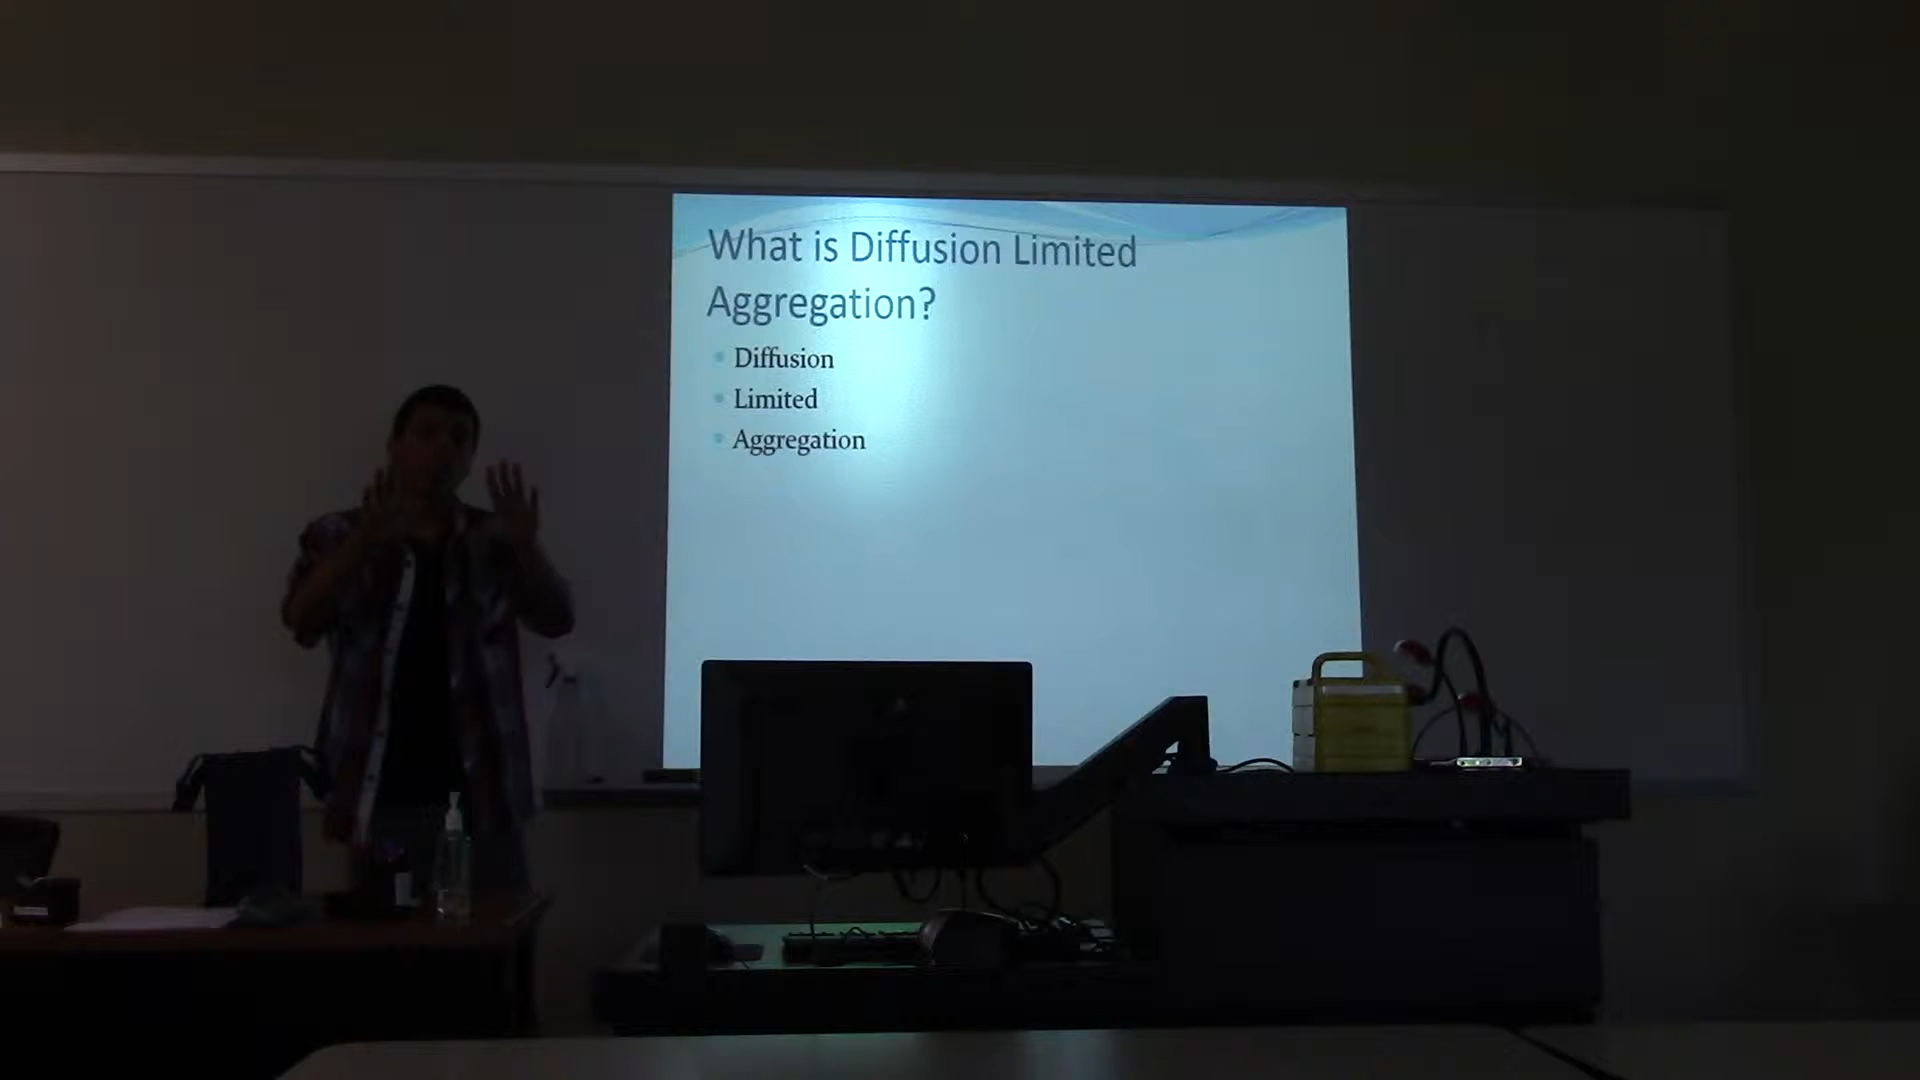 What is Diffusion Limited
Aggregation?
Diffusion
Limited
Aggregation